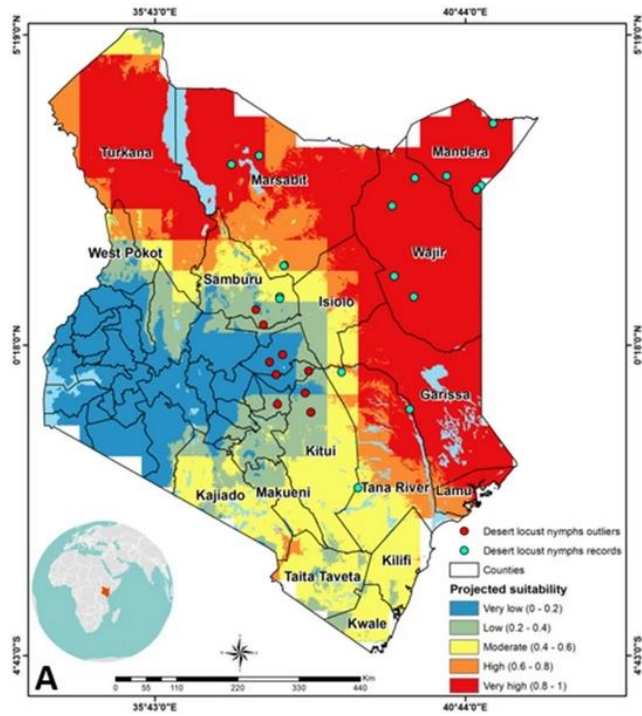 35°43'0"E
40°44'0"E
5°19'0"N
5°19'0"N
Turkana
Marsabit
Mandera
West Pokot
Samburu
Wajir
Isiolo
0°18'0"N
0°18'0"N
Garissa
Kitui
Kajiado
Makueni
Tana River
Lamu
Taita Taveta
Kilifi
Kwale
Desert locust nymphs outliers
Desert locust nymphs records
Counties
Projected suitability
Very low (0 - 0.2)
Low (0.2 - 0.4)
Moderate (0.4 - 0.6)
High (0.6 - 0.8)
Very high (0.8 - 1)
A
Km
0 55 110 220 330 440
4°43'0"S
4°43'0"S
35°43'0"E
40°44'0"E